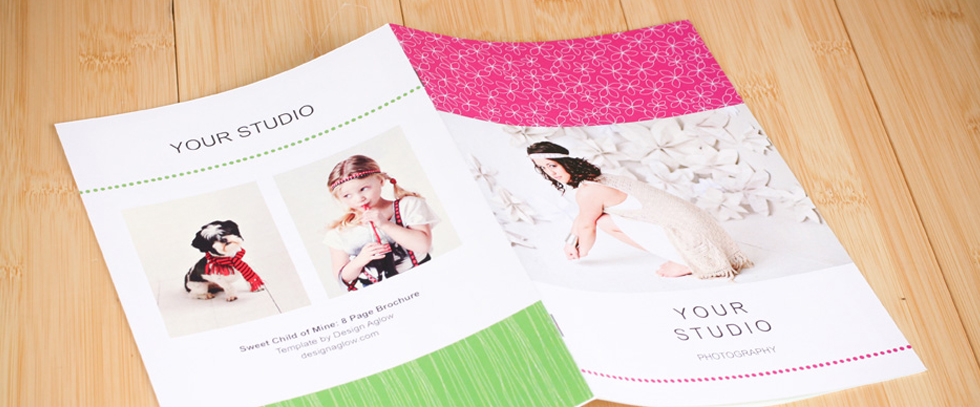 YOUR STUDIO
Sweet Child of Mine: 8 Page Brochure
Template by Design Aglow
designaglow.com
YOUR
STUDIO
PHOTOGRAPHY